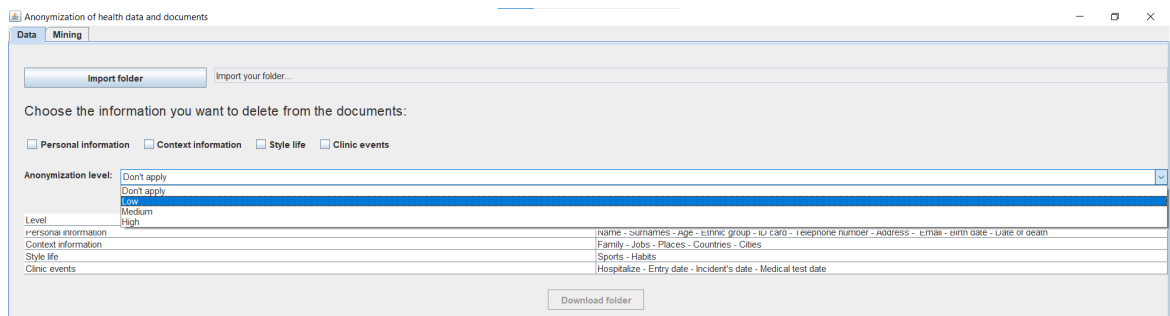 Anonymization of health data and documents
Data Mining
Import folder Import your folder...
Choose the information you want to delete from the documents:
Personal information Context information Style life Clinic events
Anonymization level: Don't apply
Don't apply
Low
Medium
High
Level
Personal information Name - Surnames - Age - Ethnic group - ID card - Telephone number - Address - Email - Birth date - Date of death
Context information Family - Jobs - Places - Countries - Cities
Style life Sports - Habits
Clinic events Hospitalize - Entry date - Incident's date - Medical test date
Download folder